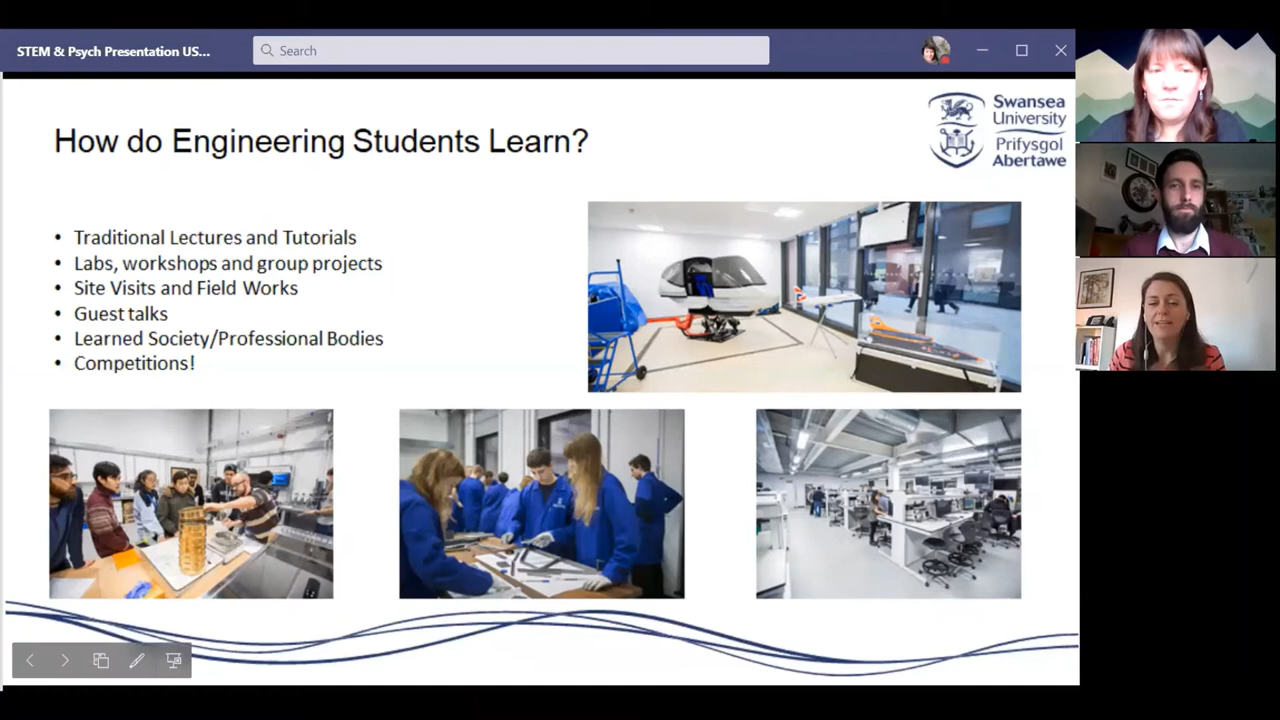 STEM & Psych Presentation US...
Search
How do Engineering Students Learn?
Swansea
University
Prifysgol
Abertawe
• Traditional Lectures and Tutorials
• Labs, workshops and group projects
• Site Visits and Field Works
• Guest talks
• Learned Society/Professional Bodies
• Competitions!